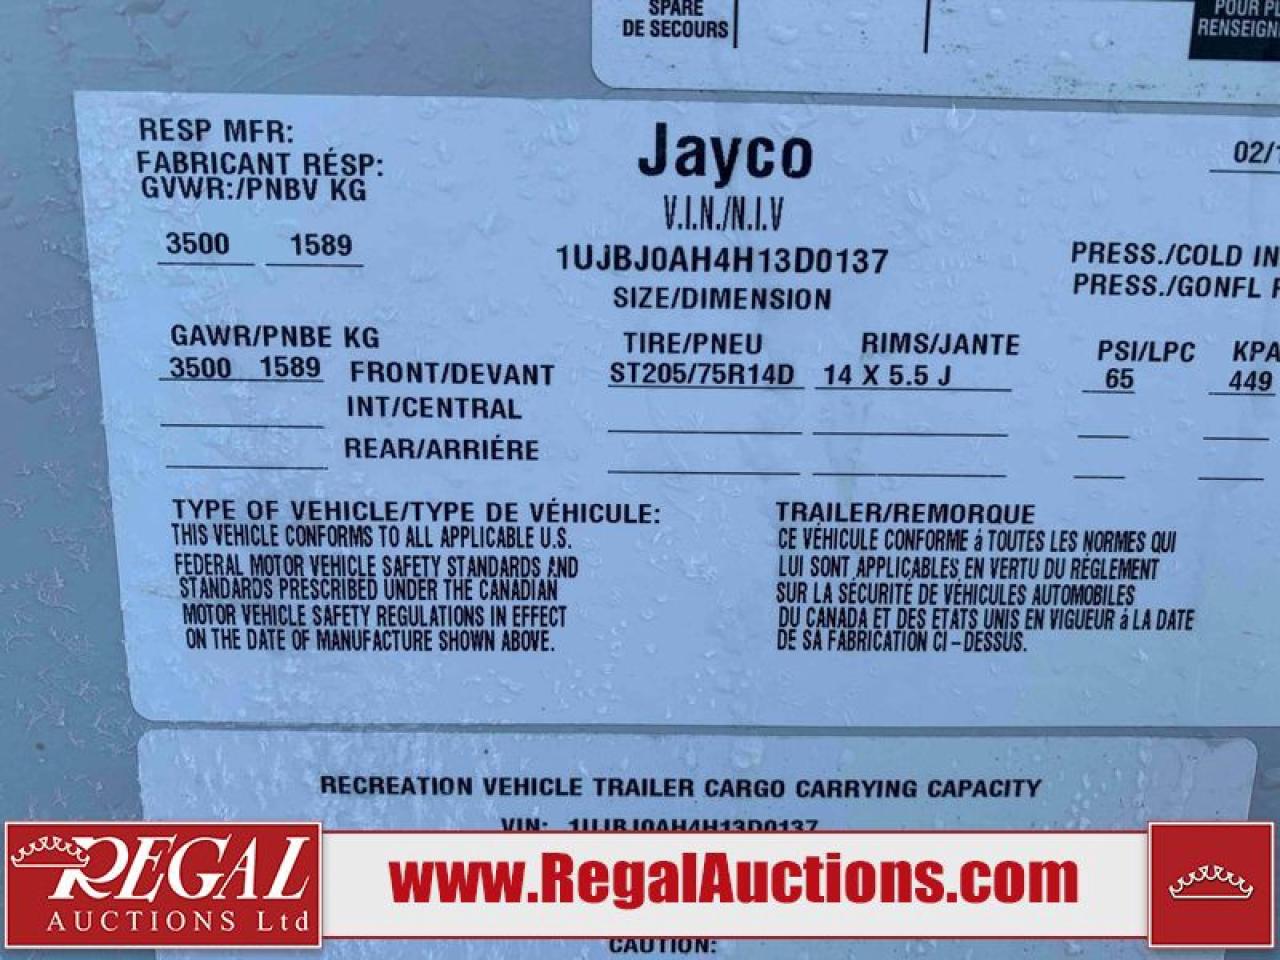 SPARE
DE SECOURS
POUR
RENSEIGN
RESP MFR:
FABRICANT RÉSP:
GVWR:/PNBV KG
3500 1589
Jayco
V.I.N./N.I.V
1UJBJ0AH4H13D0137
SIZE/DIMENSION
02/1
PRESS./COLD IN
PRESS./GONFL
GAWR/PNBE KG
TIRE/PNEU RIMS/JANTE PSI/LPC KPA
3500 1589 FRONT/DEVANT ST205/75R14D 14 X 5.5 J 65 449
INT/CENTRAL
REAR/ARRIÉRE
TYPE OF VEHICLE/TYPE DE VÉHICULE: TRAILER/REMORQUE
THIS VEHICLE CONFORMS TO ALL APPLICABLE U.S.
FEDERAL MOTOR VEHICLE SAFETY STANDARDS AND
STANDARDS PRESCRIBED UNDER THE CANADIAN
MOTOR VEHICLE SAFETY REGULATIONS IN EFFECT
ON THE DATE OF MANUFACTURE SHOWN ABOVE.
CE VÉHICULE CONFORME á TOUTES LES NORMES QUI
LUI SONT APPLICABLES EN VERTU DU RÈGLEMENT
SUR LA SÉCURITÉ DE VÉHICULES AUTOMOBILES
DU CANADA ET DES ETATS UNIS EN VIGUEUR á LA DATE
DE SA FABRICATION CI-DESSUS.
RECREATION VEHICLE TRAILER CARGO CARRYING CAPACITY
VIN: 1UJBJ0AH4H13D0137
REGAL
AUCTIONS Ltd
www.RegalAuctions.com
CAUTION: